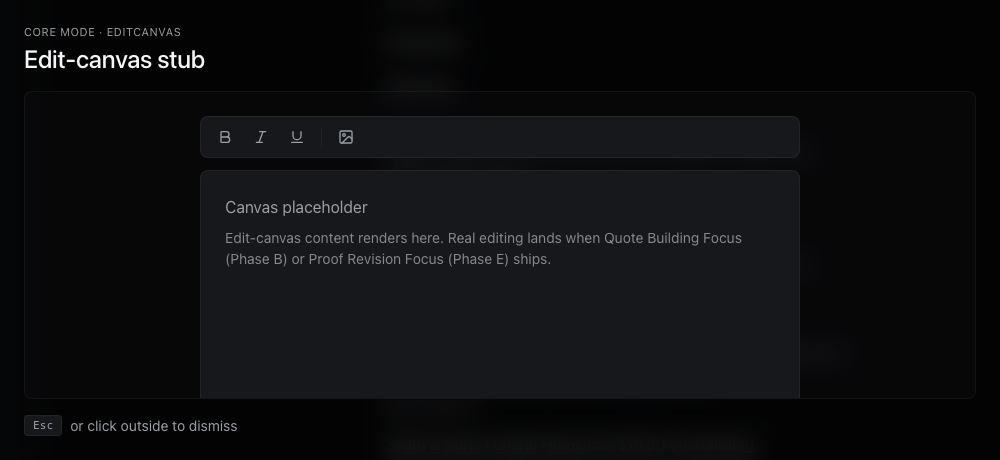 CORE MODE · EDITCANVAS
Edit-canvas stub
B I U
Canvas placeholder
Edit-canvas content renders here. Real editing lands when Quote Building Focus
(Phase B) or Proof Revision Focus (Phase E) ships.
Esc or click outside to dismiss